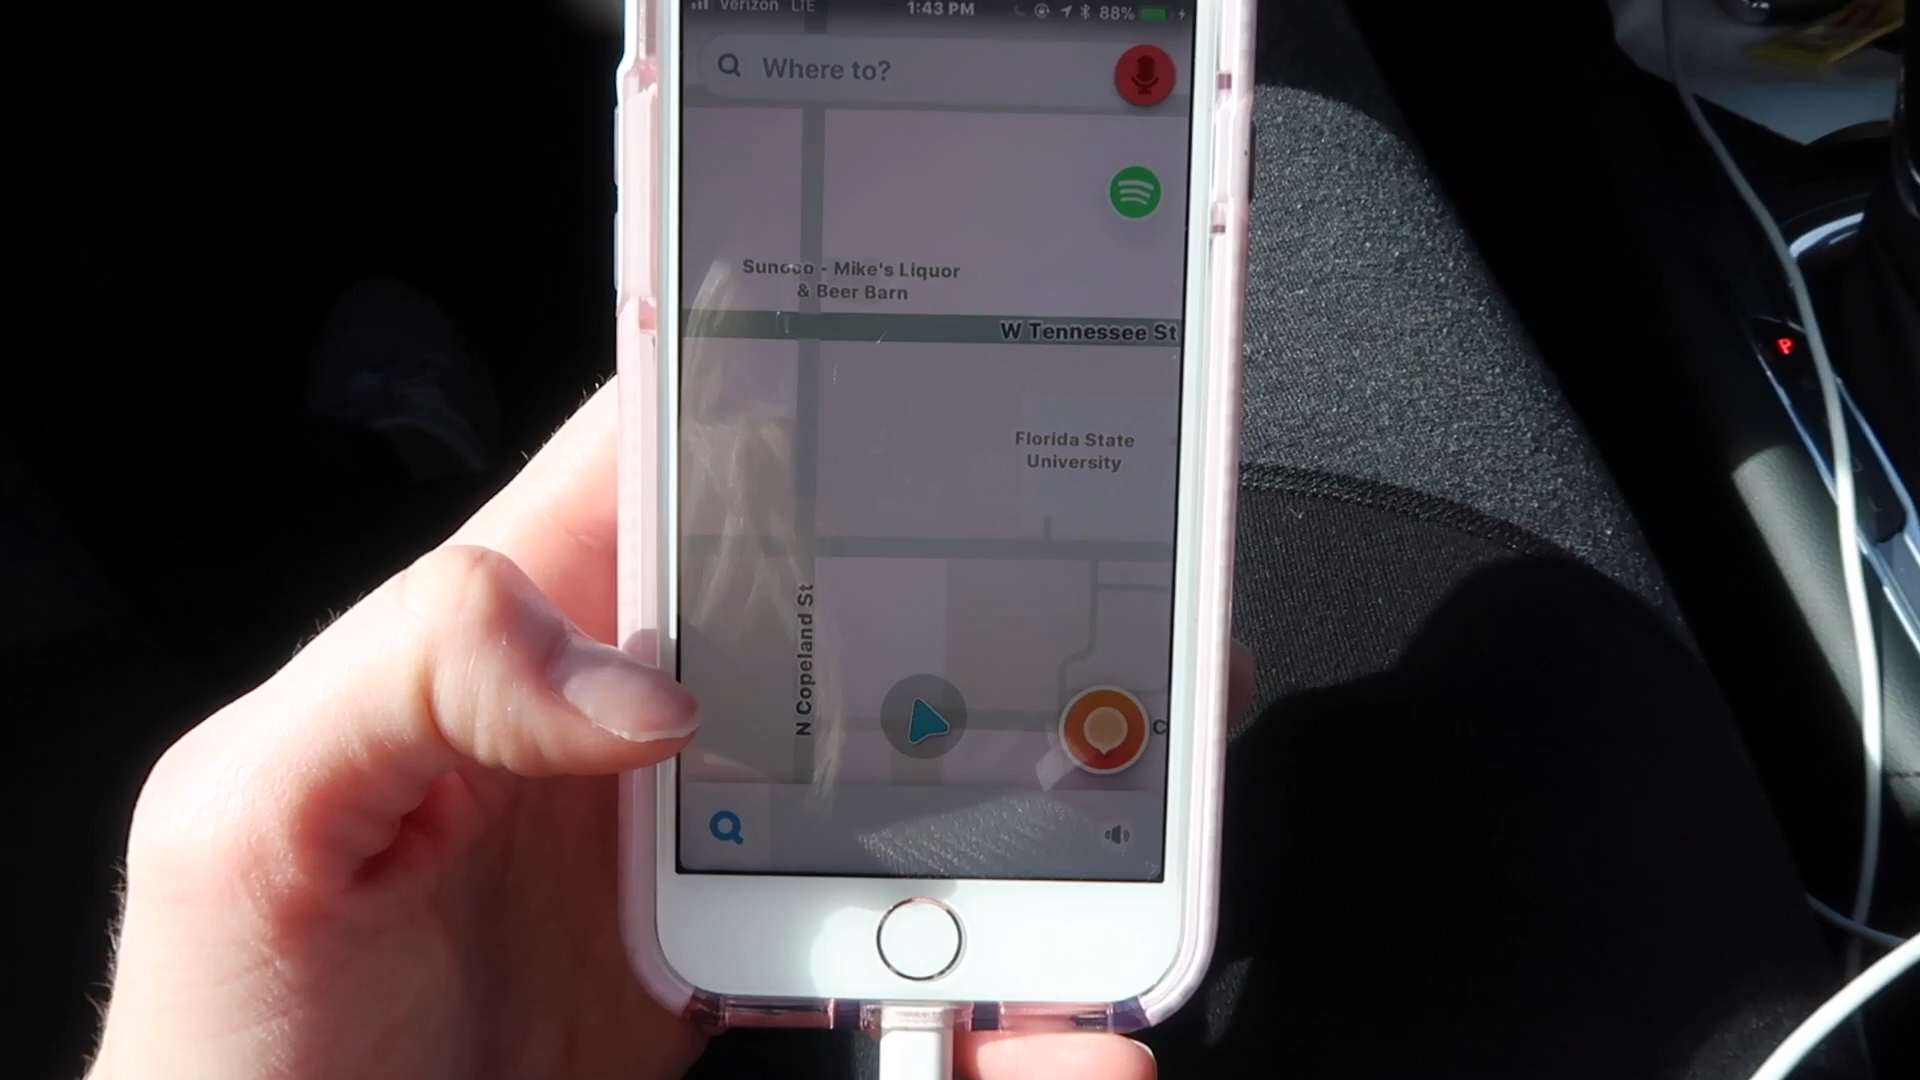 verizon LTE 1:43 PM 88%
Where to?
Sunoco - Mike's Liquor
& Beer Barn
W Tennessee St
Florida State
University
N Copeland St
C
P